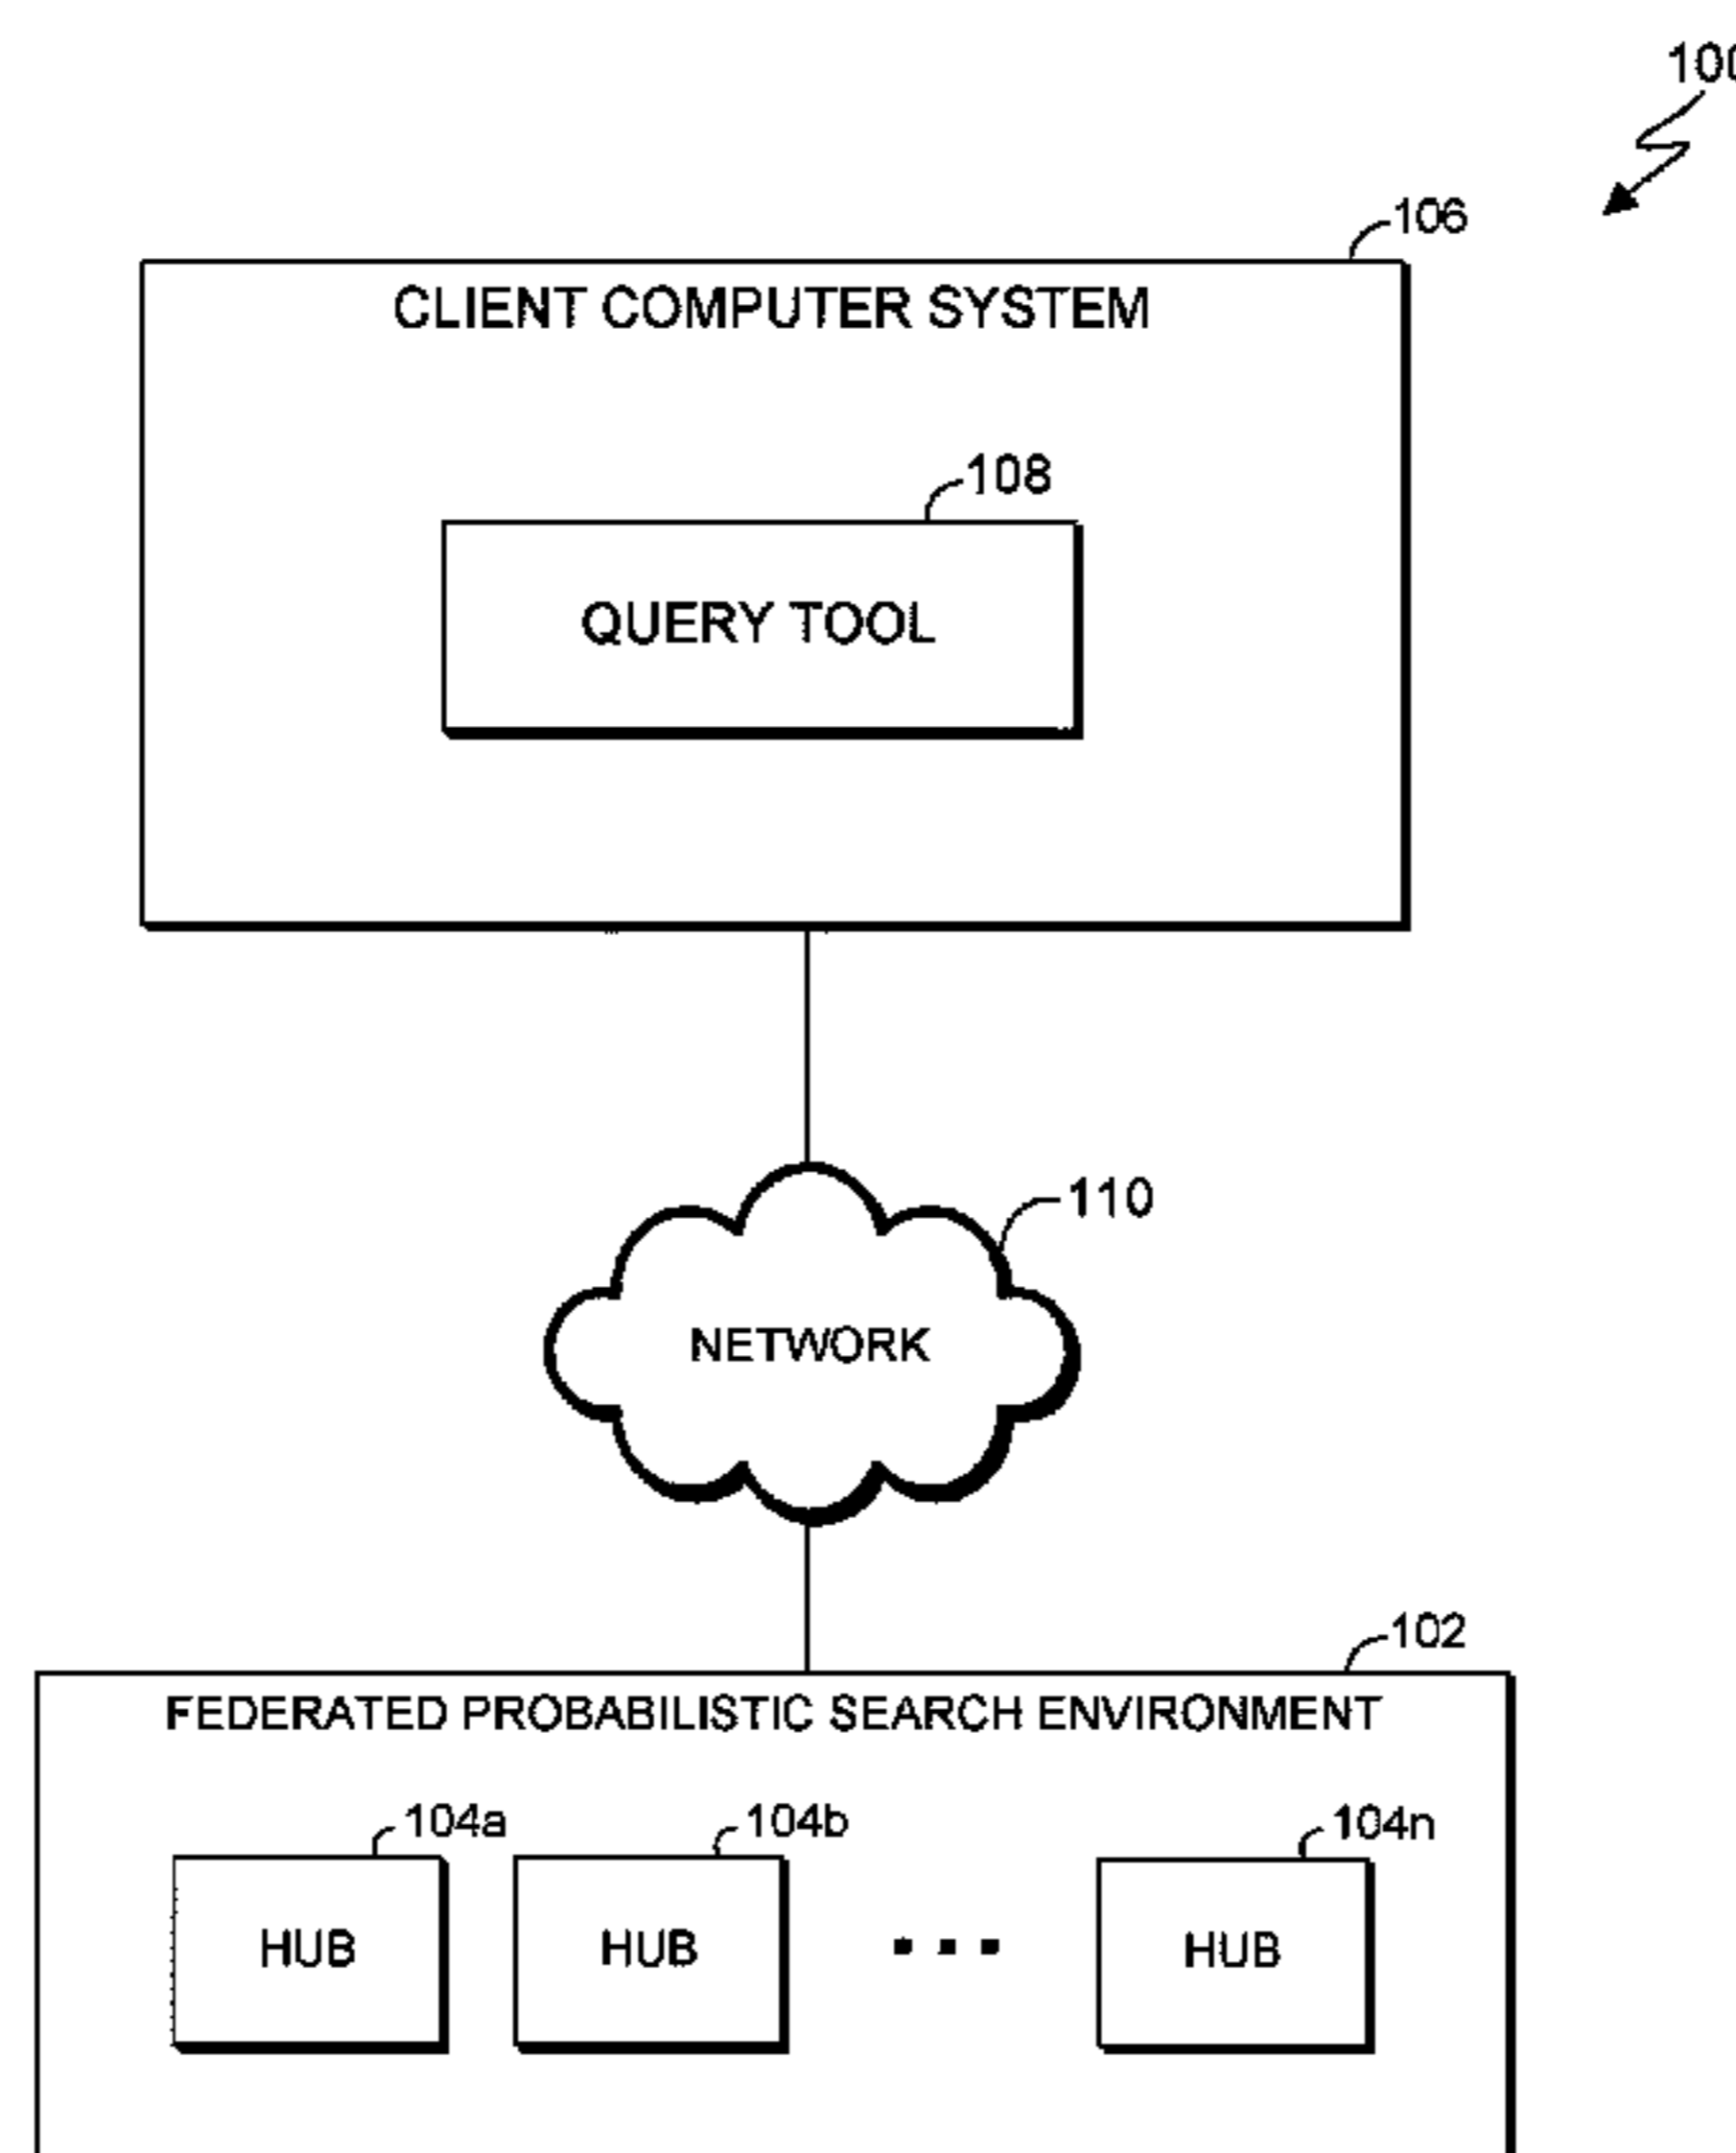 100
106
CLIENT COMPUTER SYSTEM
108
QUERY TOOL
110
NETWORK
102
FEDERATED PROBABILISTIC SEARCH ENVIRONMENT
104a 104b 104n
HUB HUB ... HUB